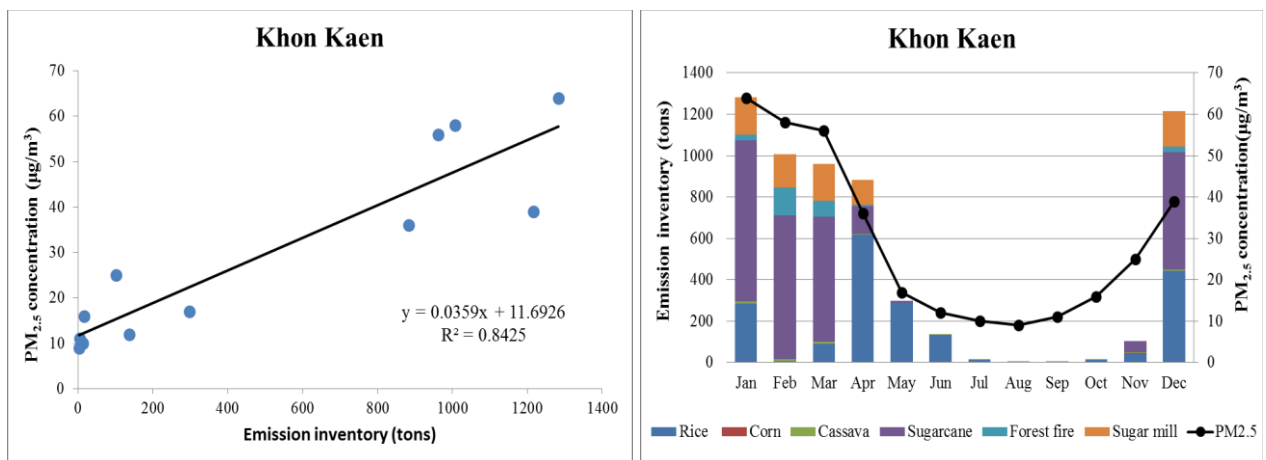 Khon Kaen
PM2.5 concentration (µg/m³)
70
60
50
40
30
20
10
0
y = 0.0359x + 11.6926
R² = 0.8425
0 200 400 600 800 1000 1200 1400
Emission inventory (tons)
Khon Kaen
Emission inventory (tons)
1400
1200
1000
800
600
400
200
0
70
60
50
40
30
20
10
0
PM2.5 concentration(µg/m³)
Jan Feb Mar Apr May Jun Jul Aug Sep Oct Nov Dec
Rice Corn Cassava Sugarcane Forest fire Sugar mill PM2.5